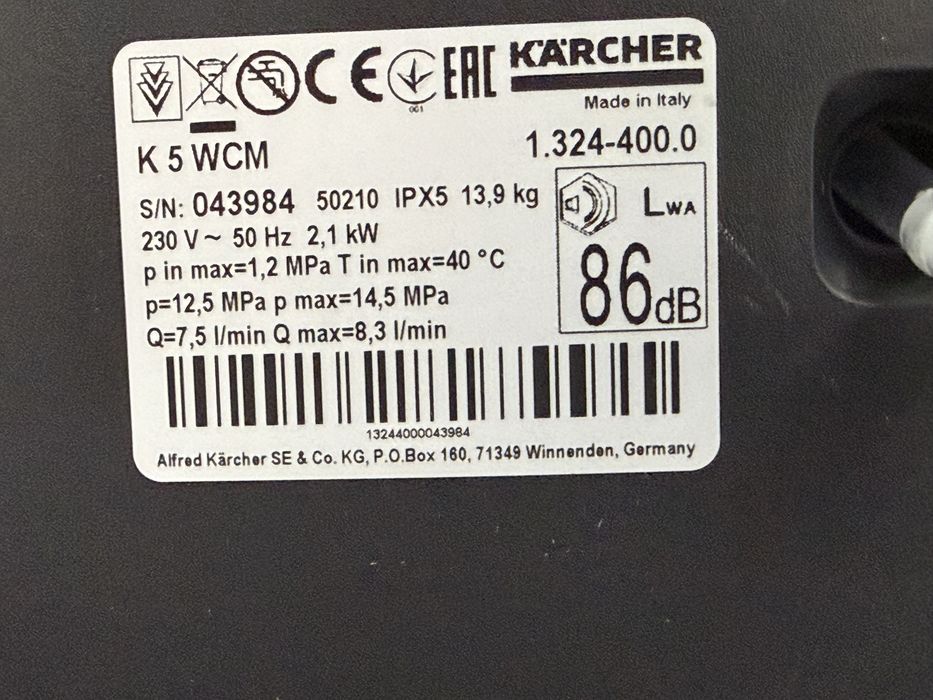 CE 001 EAC KÄRCHER
Made in Italy
K 5 WCM 1.324-400.0
S/N: 043984 50210 IPX5 13,9 kg
230 V ~ 50 Hz 2,1 kW
p in max=1,2 MPa T in max=40 °C
p=12,5 MPa p max=14,5 MPa
Q=7,5 l/min Q max=8,3 l/min
LWA
86dB
13244000043984
Alfred Kärcher SE & Co. KG, P.O.Box 160, 71349 Winnenden, Germany